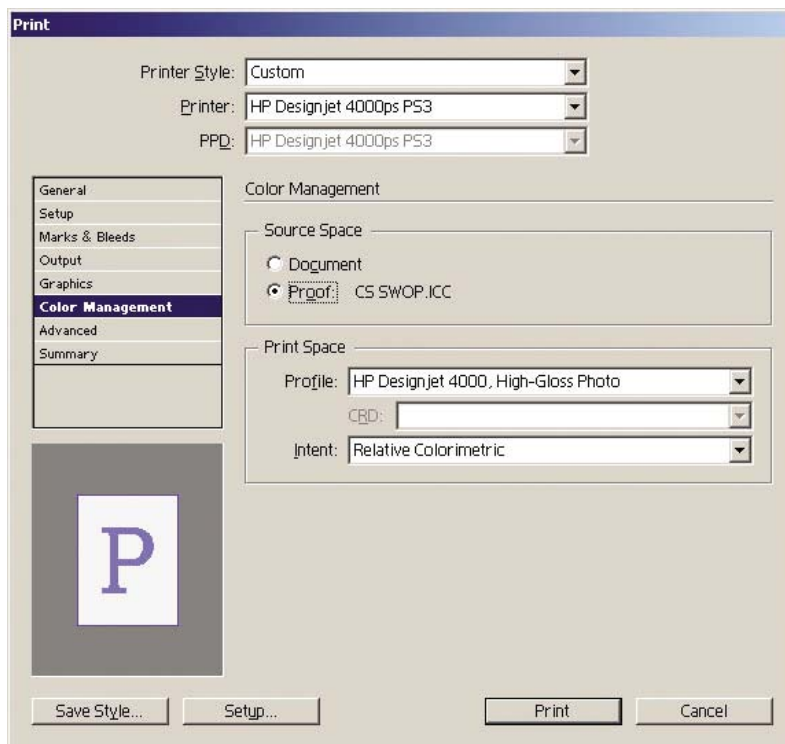 Print
Printer Style: Custom
Printer: HP Designjet 4000ps PS3
PPD: HP Designjet 4000ps PS3
General
Setup
Marks & Bleeds
Output
Graphics
Color Management
Advanced
Summary
Color Management
Source Space
Document
Proof: CS SWOP.ICC
Print Space
Profile: HP Designjet 4000, High-Gloss Photo
CRD:
Intent: Relative Colorimetric
P
Save Style...
Setup...
Print
Cancel